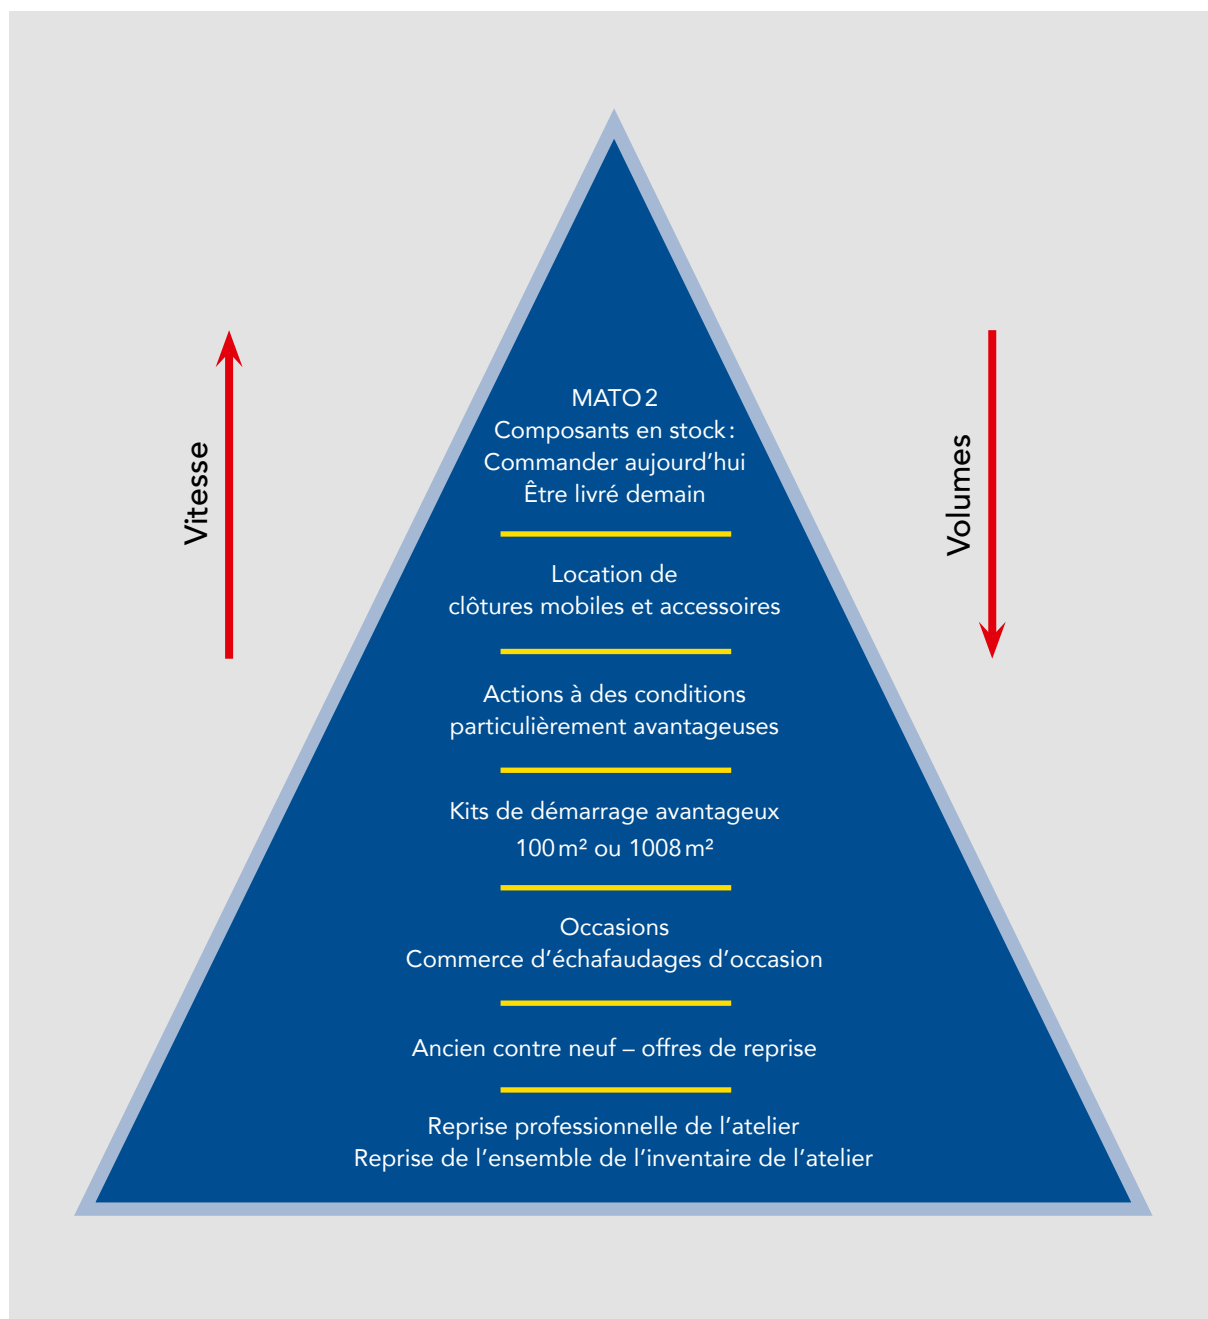 MATO 2
Composants en stock :
Commander aujourd’hui
Être livré demain
Location de
clôtures mobiles et accessoires
Actions à des conditions
particulièrement avantageuses
Kits de démarrage avantageux
100 m² ou 1008 m²
Occasions
Commerce d’échafaudages d’occasion
Ancien contre neuf – offres de reprise
Reprise professionnelle de l’atelier
Reprise de l’ensemble de l’inventaire de l’atelier
Vitesse
Volumes